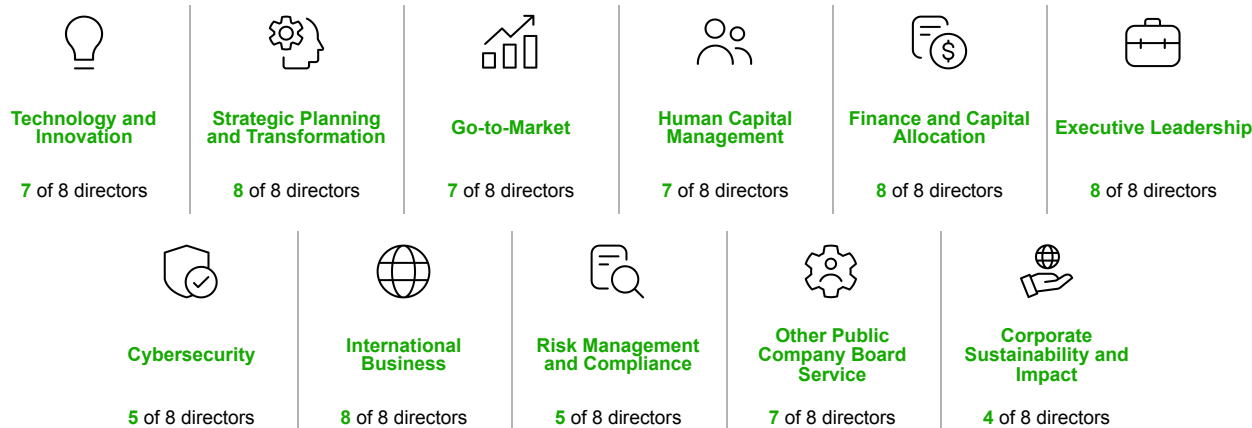 $
Technology and
Innovation
7 of 8 directors
Strategic Planning
and Transformation
8 of 8 directors
Go-to-Market
7 of 8 directors
Human Capital
Management
7 of 8 directors
Finance and Capital
Allocation
8 of 8 directors
Executive Leadership
8 of 8 directors
Cybersecurity
5 of 8 directors
International
Business
8 of 8 directors
Risk Management
and Compliance
5 of 8 directors
Other Public
Company Board
Service
7 of 8 directors
Corporate
Sustainability and
Impact
4 of 8 directors